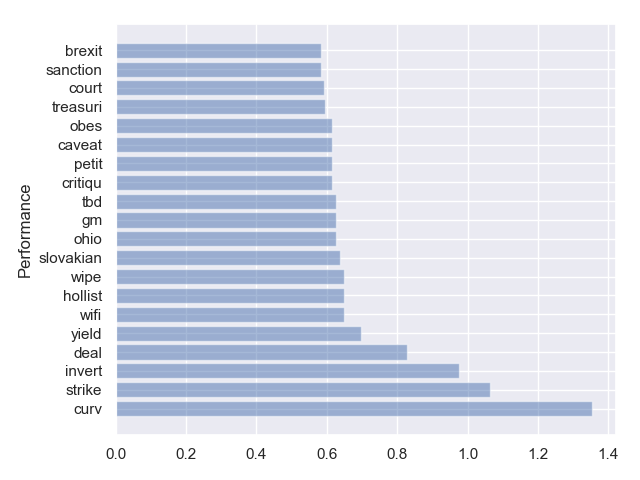 brexit
sanction
court
treasuri
obes
caveat
petit
critiqu
tbd
gm
ohio
slovakian
wipe
hollist
wifi
yield
deal
invert
strike
curv
Performance
0.0 0.2 0.4 0.6 0.8 1.0 1.2 1.4